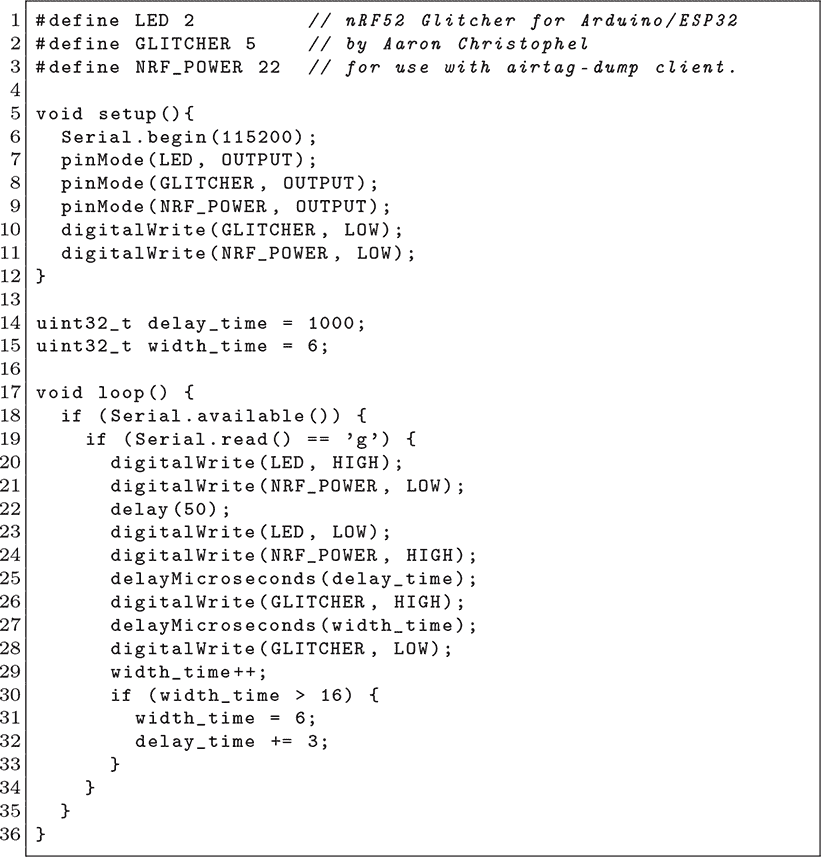 1 #define LED 2 // nRF52 Glitcher for Arduino/ESP32
2 #define GLITCHER 5 // by Aaron Christophel
3 #define NRF_POWER 22 // for use with airtag-dump client.
4
5 void setup(){
6 Serial.begin(115200);
7 pinMode(LED, OUTPUT);
8 pinMode(GLITCHER, OUTPUT);
9 pinMode(NRF_POWER, OUTPUT);
10 digitalWrite(GLITCHER, LOW);
11 digitalWrite(NRF_POWER, LOW);
12 }
13
14 uint32_t delay_time = 1000;
15 uint32_t width_time = 6;
16
17 void loop() {
18 if (Serial.available()) {
19 if (Serial.read() == 'g') {
20 digitalWrite(LED, HIGH);
21 digitalWrite(NRF_POWER, LOW);
22 delay(50);
23 digitalWrite(LED, LOW);
24 digitalWrite(NRF_POWER, HIGH);
25 delayMicroseconds(delay_time);
26 digitalWrite(GLITCHER, HIGH);
27 delayMicroseconds(width_time);
28 digitalWrite(GLITCHER, LOW);
29 width_time++;
30 if (width_time > 16) {
31 width_time = 6;
32 delay_time += 3;
33 }
34 }
35 }
36 }